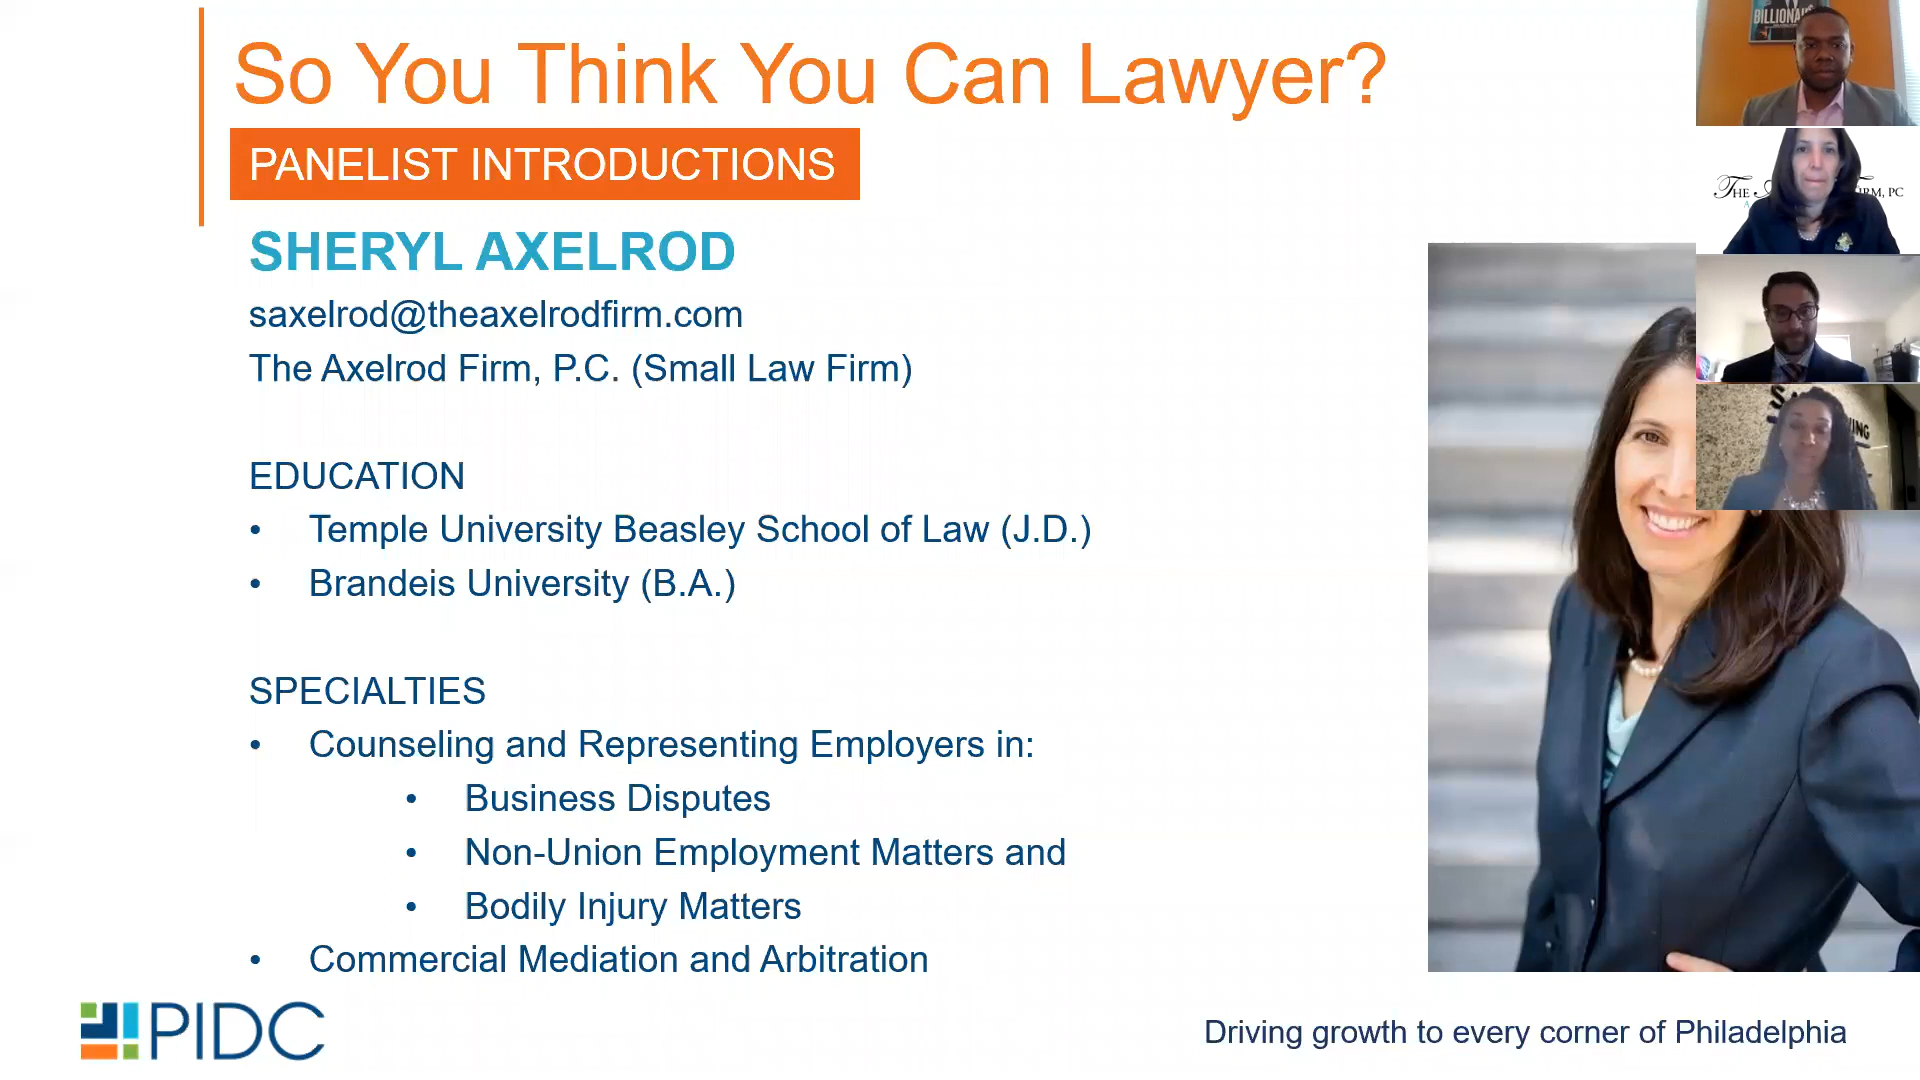 So You Think You Can Lawyer?
PANELIST INTRODUCTIONS
SHERYL AXELROD
saxelrod@theaxelrodfirm.com
The Axelrod Firm, P.C. (Small Law Firm)
EDUCATION
• Temple University Beasley School of Law (J.D.)
• Brandeis University (B.A.)
SPECIALTIES
• Counseling and Representing Employers in:
• Business Disputes
• Non-Union Employment Matters and
• Bodily Injury Matters
• Commercial Mediation and Arbitration
PIDC
Driving growth to every corner of Philadelphia
THE
PC